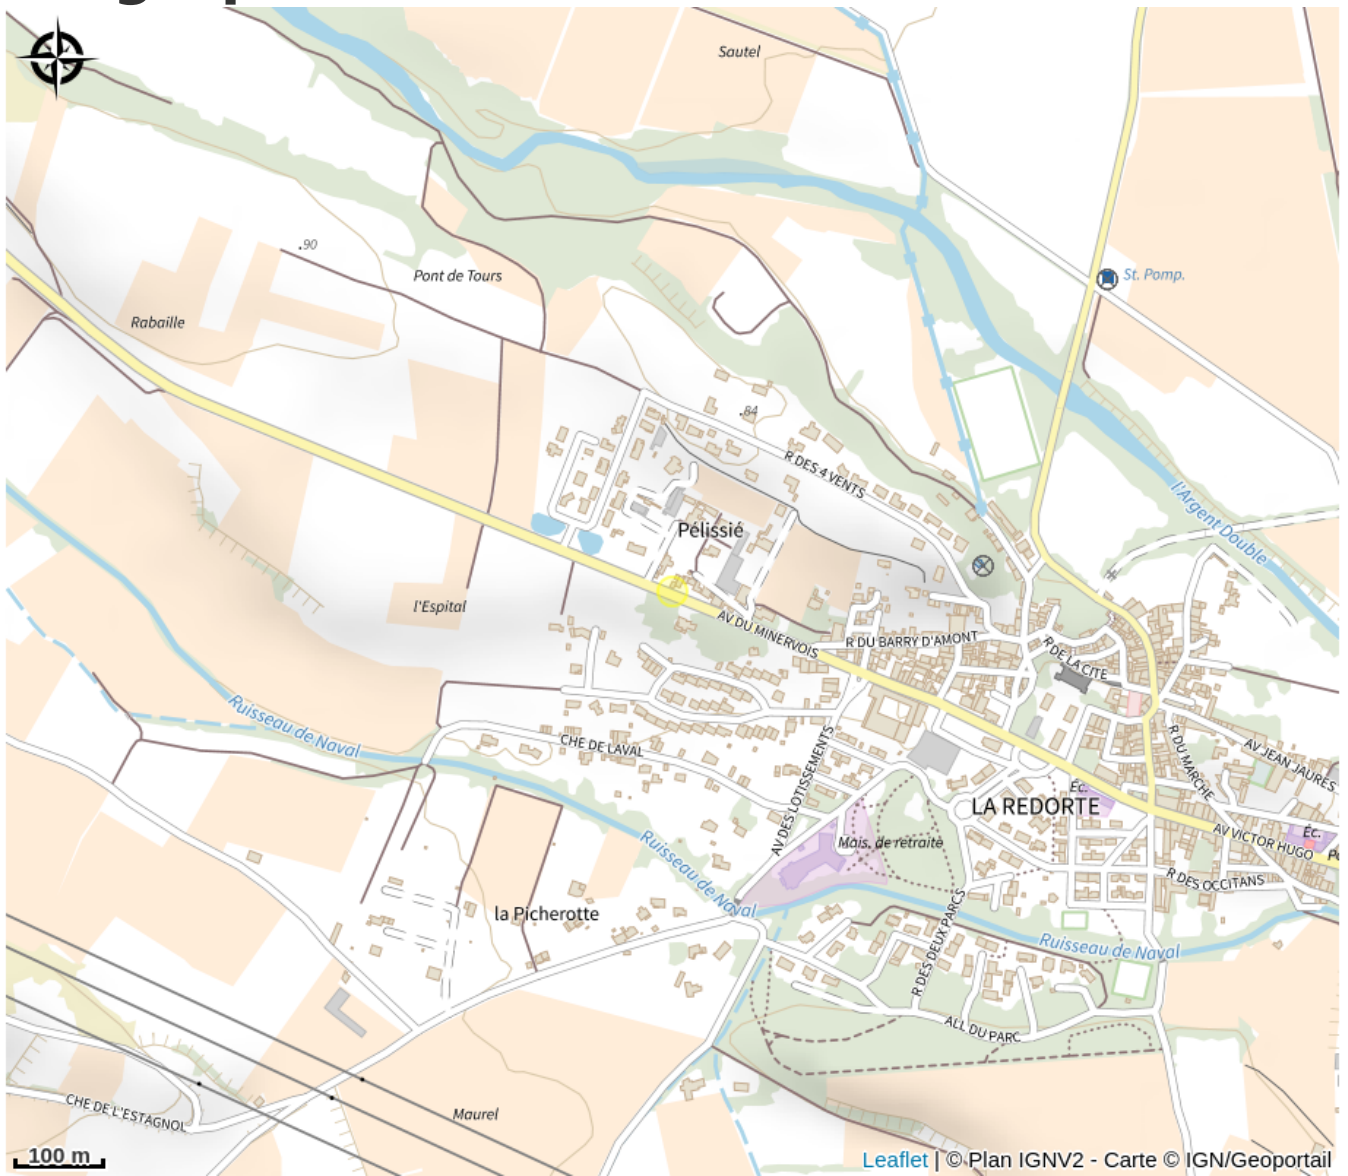 Sautel
.90
Pont de Tours
St. Pomp.
Rabaille
.84
R DES 4 VENTS
l'Argent Double
Pélissié
l'Espital
AV DU MINERVOIS
R DU BARRY D'AMONT
R DE LA CITE
Ruisseau de Naval
CHE DE LAVAL
AV DES LOTISSEMENTS
R DU MARCHE
AV JEAN JAURES
Éc.
LA REDORTE
Mais. de retraite
AV VICTOR HUGO
Éc.
Ruisseau de Naval
R DES OCCITANS
la Picherotte
R DES DEUX PARCS
Ruisseau de Naval
ALL DU PARC
CHE DE L'ESTAGNOL
Maurel
100 m
Leaflet | © Plan IGNV2 - Carte © IGN/Geoportail